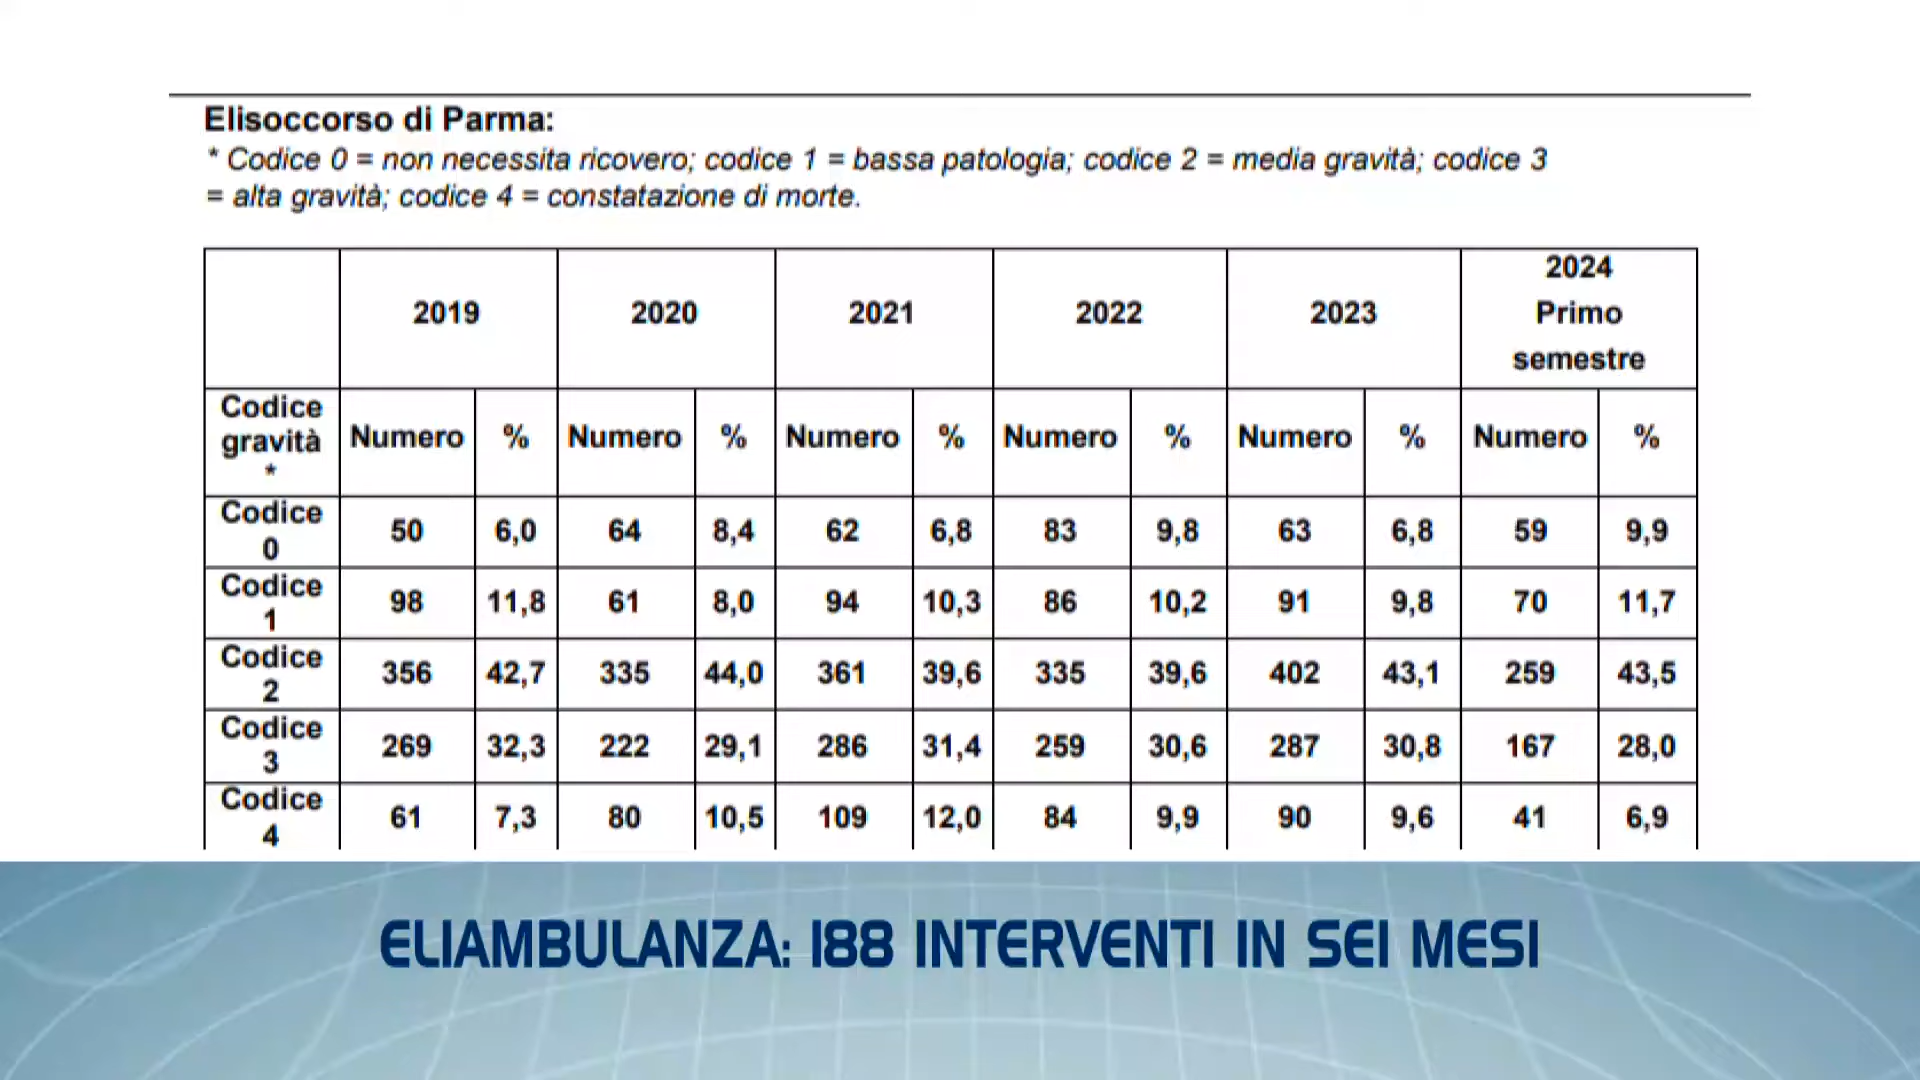 Elisoccorso di Parma:
* Codice 0 = non necessita ricovero; codice 1 = bassa patologia; codice 2 = media gravità; codice 3
= alta gravità; codice 4 = constatazione di morte.
2019 2020 2021 2022 2023 2024 Primo semestre
Codice gravità * Numero % Numero % Numero % Numero % Numero % Numero %
Codice 0 50 6,0 64 8,4 62 6,8 83 9,8 63 6,8 59 9,9
Codice 1 98 11,8 61 8,0 94 10,3 86 10,2 91 9,8 70 11,7
Codice 2 356 42,7 335 44,0 361 39,6 335 39,6 402 43,1 259 43,5
Codice 3 269 32,3 222 29,1 286 31,4 259 30,6 287 30,8 167 28,0
Codice 4 61 7,3 80 10,5 109 12,0 84 9,9 90 9,6 41 6,9
ELIAMBULANZA: 188 INTERVENTI IN SEI MESI